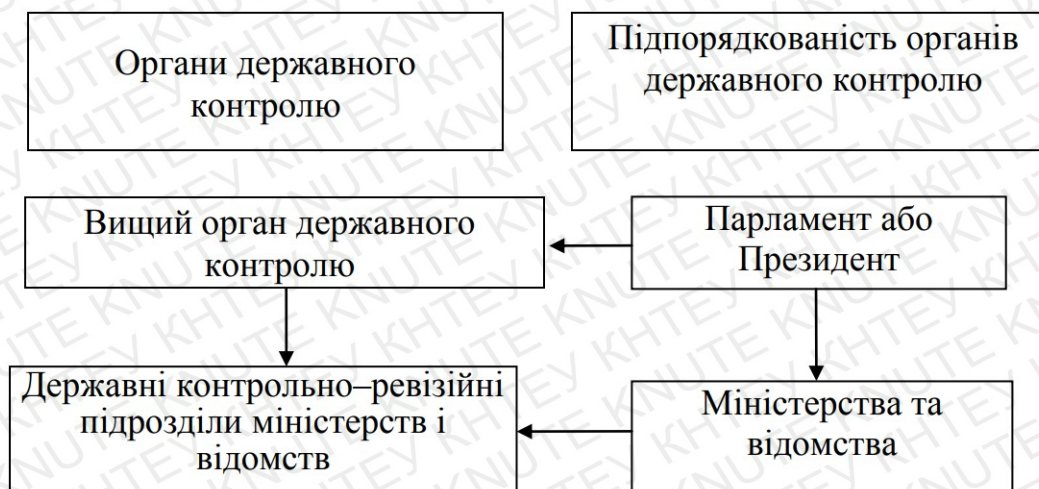 Органи державного
контролю
Підпорядкованість органів
державного контролю
Вищий орган державного
контролю
Парламент або
Президент
Державні контрольно–ревізійні
підрозділи міністерств і
відомств
Міністерства та
відомства